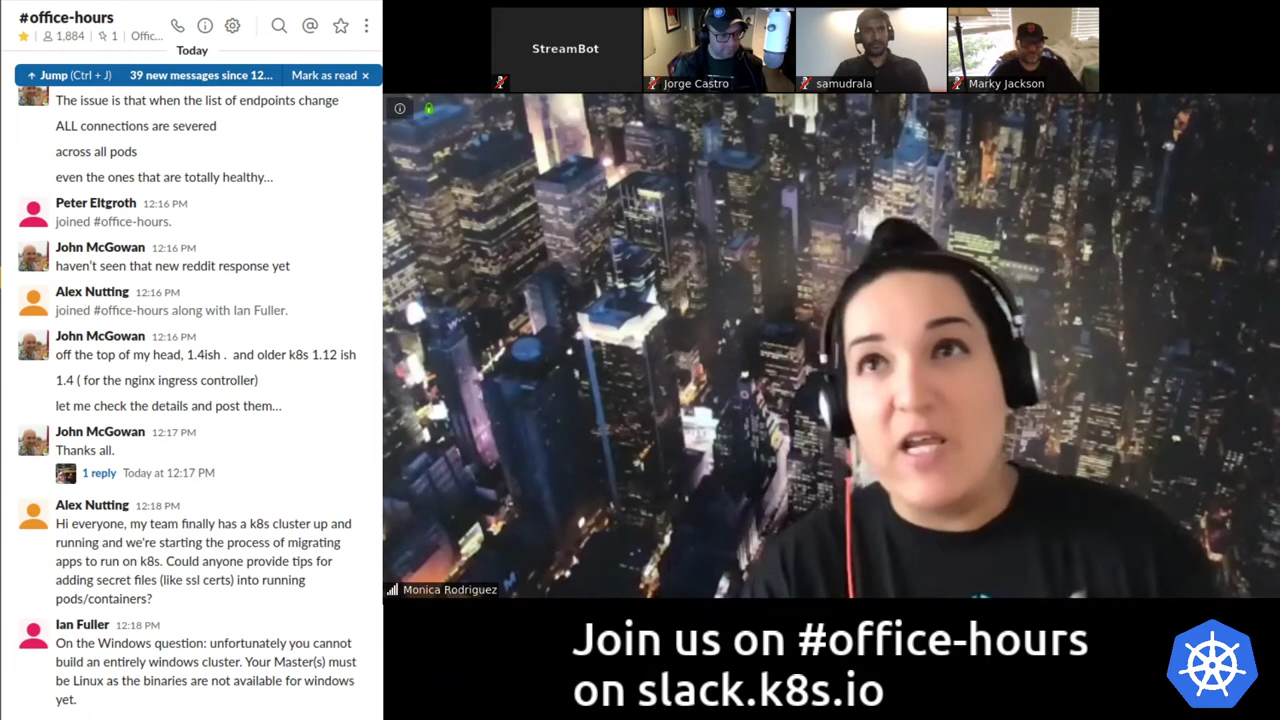 #office-hours
1,884
1
Offic...
Today
Jump (Ctrl + J) 39 new messages since 12... Mark as read ×
The issue is that when the list of endpoints change
ALL connections are severed
across all pods
even the ones that are totally healthy...
Peter Eltgroth 12:16 PM
joined #office-hours.
John McGowan 12:16 PM
haven't seen that new reddit response yet
Alex Nutting 12:16 PM
joined #office-hours along with Ian Fuller.
John McGowan 12:16 PM
off the top of my head, 1.4ish . and older k8s 1.12 ish
1.4 ( for the nginx ingress controller)
let me check the details and post them...
John McGowan 12:17 PM
Thanks all.
1 reply Today at 12:17 PM
Alex Nutting 12:18 PM
Hi everyone, my team finally has a k8s cluster up and
running and we're starting the process of migrating
apps to run on k8s. Could anyone provide tips for
adding secret files (like ssl certs) into running
pods/containers?
Ian Fuller 12:18 PM
On the Windows question: unfortunately you cannot
build an entirely windows cluster. Your Master(s) must
be Linux as the binaries are not available for windows
yet.
StreamBot
Jorge Castro
samudrala
Marky Jackson
Monica Rodriguez
Join us on #office-hours
on slack.k8s.io